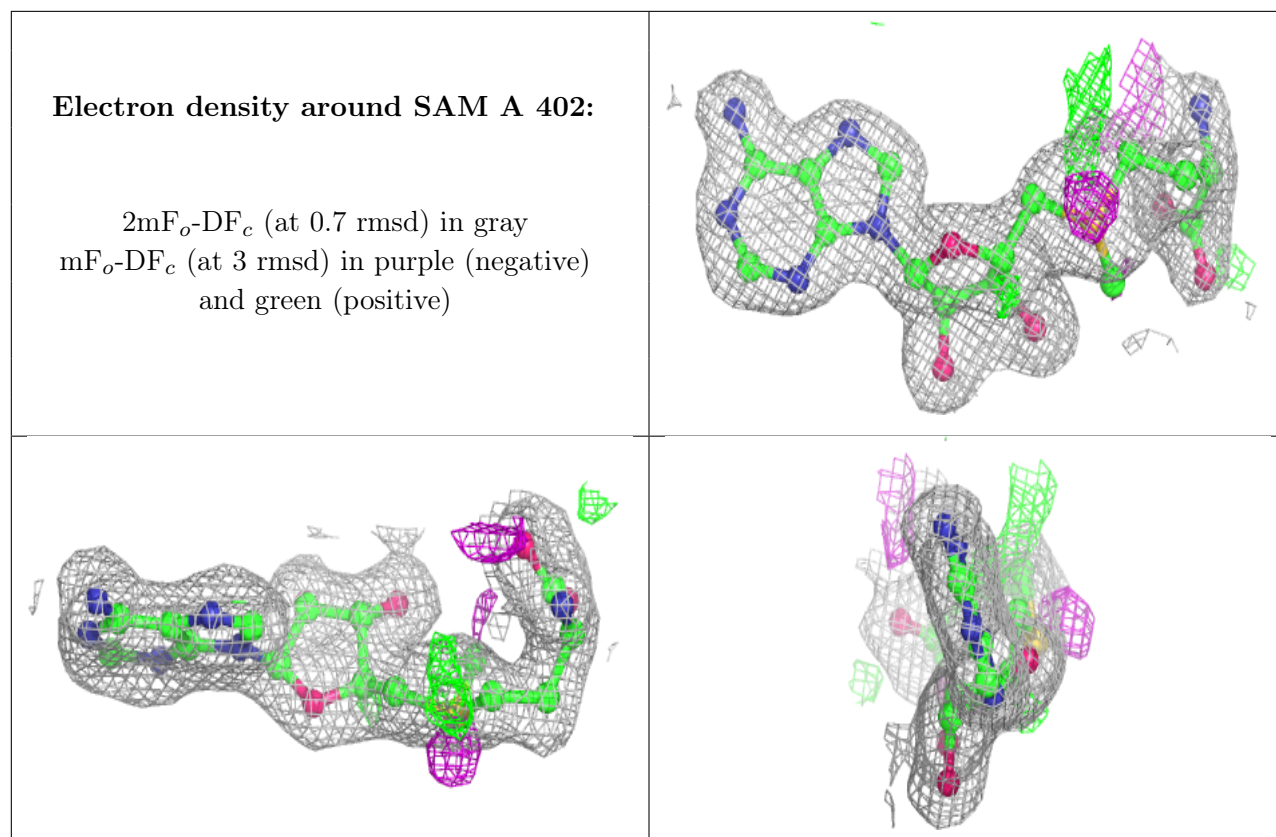 Electron density around SAM A 402:
2mFo-DFc (at 0.7 rmsd) in gray
mFo-DFc (at 3 rmsd) in purple (negative)
and green (positive)